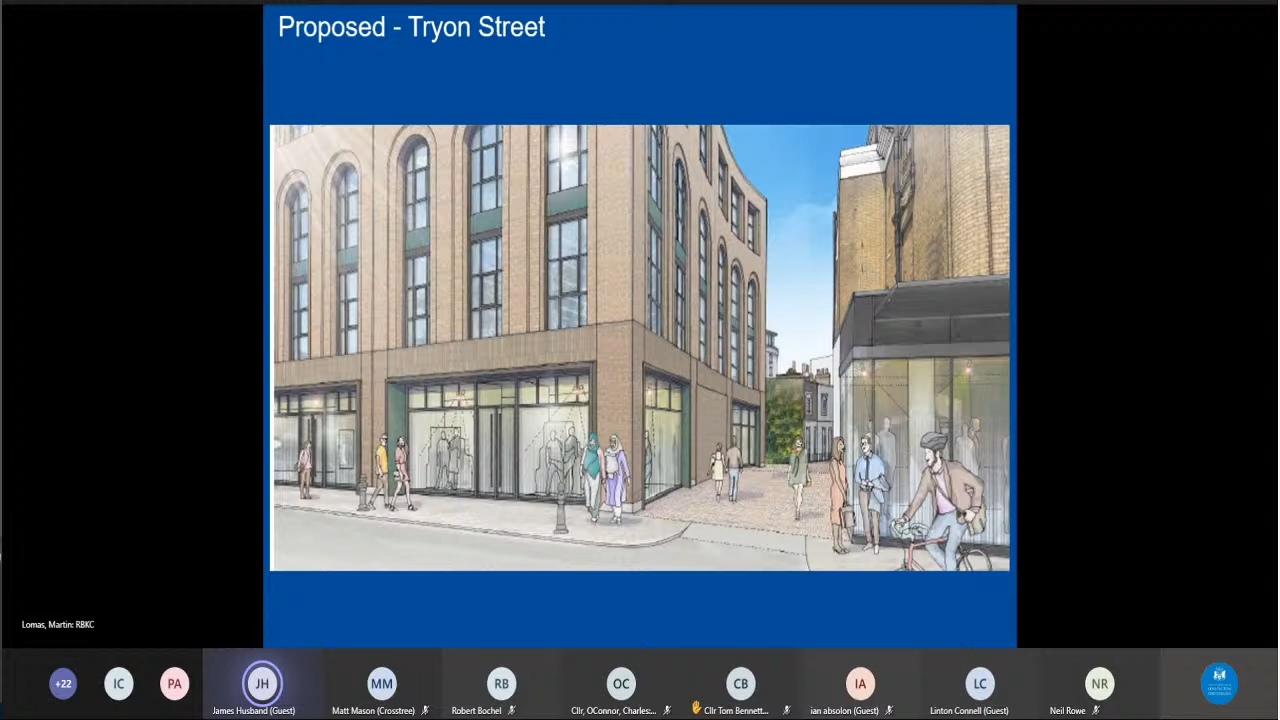 Proposed - Tryon Street
Lomas, Martin: RBKC
+22
IC
PA
JH
MM
RB
OC
CB
IA
LC
NR
James Husband (Guest)
Matt Mason (Crosstree)
Robert Bochel
Cllr, OConnor, Charles:...
Cllr Tom Bennett...
ian absolon (Guest)
Linton Connell (Guest)
Neil Rowe